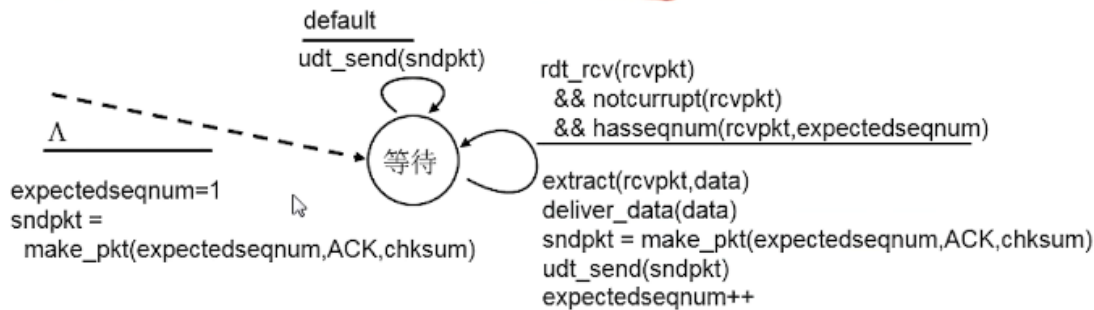 default
udt_send(sndpkt)
rdt_rcv(rcvpkt)
&& notcurrupt(rcvpkt)
&& hasseqnum(rcvpkt,expectedseqnum)
Λ
等待
expectedseqnum=1
sndpkt =
make_pkt(expectedseqnum,ACK,chksum)
extract(rcvpkt,data)
deliver_data(data)
sndpkt = make_pkt(expectedseqnum,ACK,chksum)
udt_send(sndpkt)
expectedseqnum++